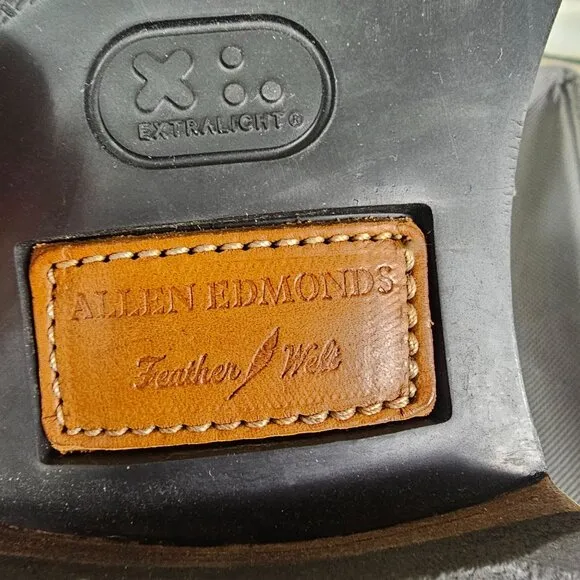 EXTRALIGHT®
ALLEN EDMONDS
Feather Welt